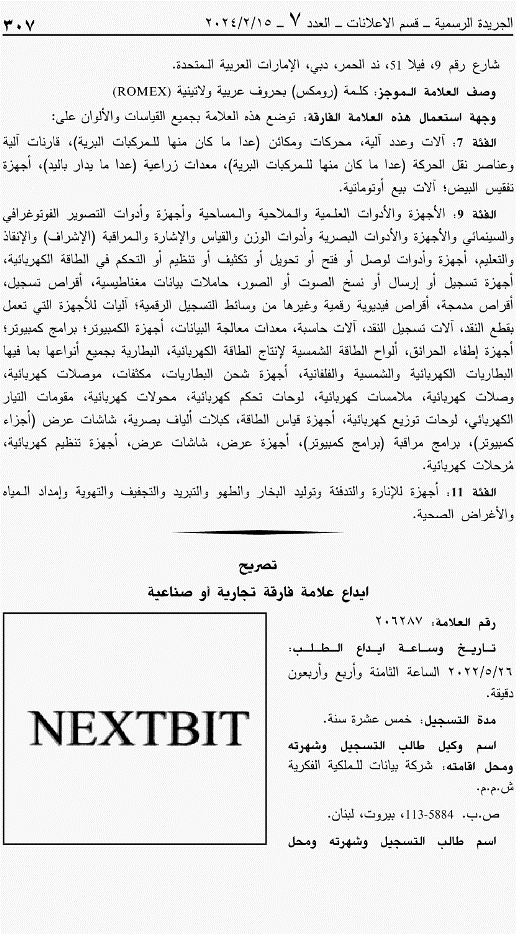 الجريدة الرسمية ــ قسم الاعلانات ــ العدد ٧ ــ ٢٠٢٤/٢/١٥
٣٠٧
شارع رقم 9، فيلا 51، ند الحمر، دبي، الإمارات العربية المتحدة.
وصف العلامة الموجز: كلمة (رومكس) بحروف عربية ولاتينية (ROMEX)
وجهة استعمال هذه العلامة الفارقة: توضع هذه العلامة بجميع القياسات والألوان على:
الفئة 7: آلات وعدد آلية، محركات ومكائن (عدا ما كان منها للمركبات البرية)، قارنات آلية
وعناصر نقل الحركة (عدا ما كان منها للمركبات البرية)، معدات زراعية (عدا ما يدار باليد)، أجهزة
تفقيس البيض؛ آلات بيع أوتوماتية.
الفئة 9: الأجهزة والأدوات العلمية والملاحية والمساحية وأجهزة وأدوات التصوير الفوتوغرافي
والسينمائي والأجهزة والأدوات البصرية وأدوات الوزن والقياس والإشارة والمراقبة (الإشراف) والإنقاذ
والتعليم، أجهزة وأدوات لوصل أو فتح أو تحويل أو تكثيف أو تنظيم أو التحكم في الطاقة الكهربائية،
أجهزة تسجيل أو إرسال أو نسخ الصوت أو الصور، حاملات بيانات مغناطيسية، أقراص تسجيل،
أقراص مدمجة، أقراص فيديوية رقمية وغيرها من وسائط التسجيل الرقمية؛ آليات للأجهزة التي تعمل
بقطع النقد، آلات تسجيل النقد، آلات حاسبة، معدات معالجة البيانات، أجهزة الكمبيوتر؛ برامج كمبيوتر؛
أجهزة إطفاء الحرائق، ألواح الطاقة الشمسية لإنتاج الطاقة الكهربائية، البطارية بجميع أنواعها بما فيها
البطاريات الكهربائية والشمسية والفلفانية، أجهزة شحن البطاريات، مكثفات، موصلات كهربائية،
وصلات كهربائية، ملامسات كهربائية، لوحات تحكم كهربائية، محولات كهربائية، مقومات التيار
الكهربائي، لوحات توزيع كهربائية، أجهزة قياس الطاقة، كبلات ألياف بصرية، شاشات عرض (أجزاء
كمبيوتر)، برامج مراقبة (برامج كمبيوتر)، أجهزة عرض، شاشات عرض، أجهزة تنظيم كهربائية،
مُرحلات كهربائية.
الفئة 11: أجهزة للإنارة والتدفئة وتوليد البخار والطهو والتبريد والتجفيف والتهوية وإمداد المياه
والأغراض الصحية.
تصريح
ايداع علامة فارقة تجارية أو صناعية
رقم العلامة: ٢٠٦٢٨٧
تاريخ وساعة ايداع الطلب:
٢٠٢٢/٥/٢٦ الساعة الثامنة وأربع وأربعون
دقيقة.
مدة التسجيل: خمس عشرة سنة.
اسم وكيل طالب التسجيل وشهرته
ومحل اقامته: شركة بيانات للملكية الفكرية
ش.م.م.
ص.ب. 5884-113، بيروت، لبنان.
اسم طالب التسجيل وشهرته ومحل
NEXTBIT